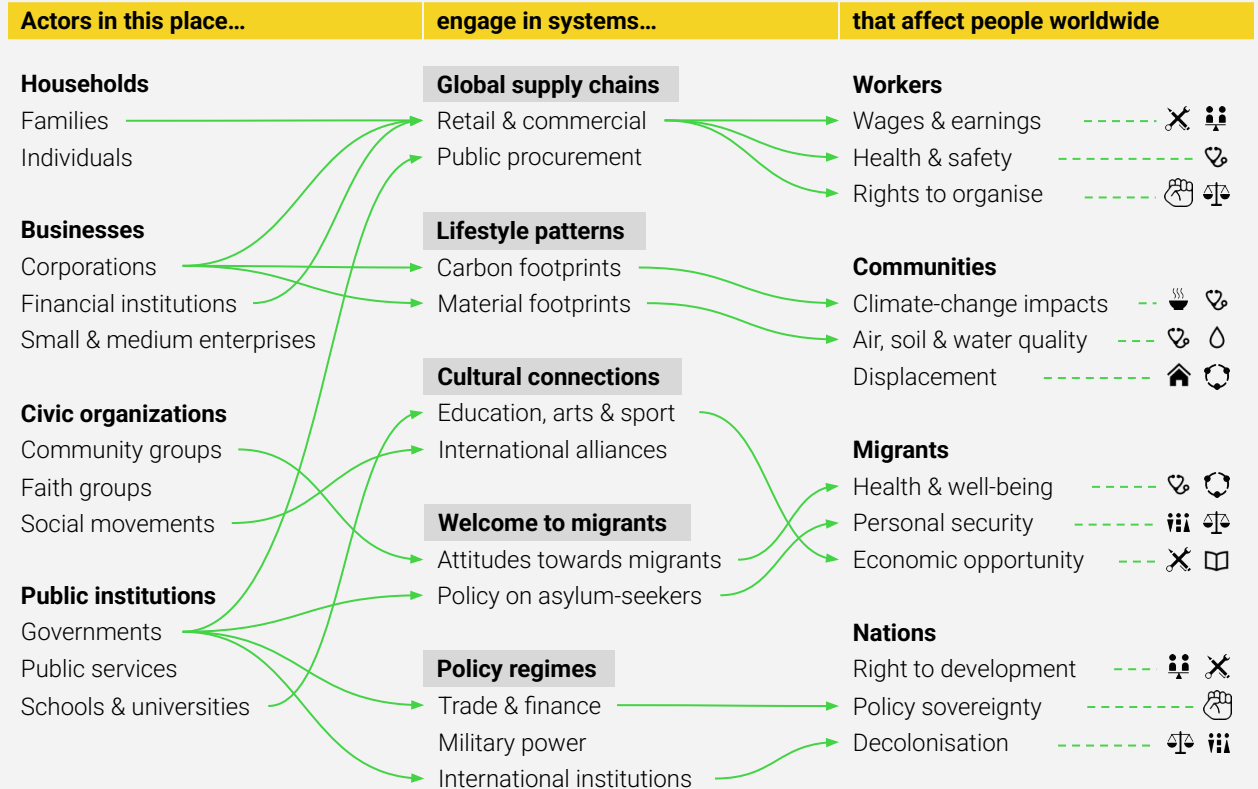 Actors in this place…
engage in systems…
that affect people worldwide
Households
Families
Individuals
Businesses
Corporations
Financial institutions
Small & medium enterprises
Civic organizations
Community groups
Faith groups
Social movements
Public institutions
Governments
Public services
Schools & universities
Global supply chains
Retail & commercial
Public procurement
Lifestyle patterns
Carbon footprints
Material footprints
Cultural connections
Education, arts & sport
International alliances
Welcome to migrants
Attitudes towards migrants
Policy on asylum-seekers
Policy regimes
Trade & finance
Military power
International institutions
Workers
Wages & earnings
Health & safety
Rights to organise
Communities
Climate-change impacts
Air, soil & water quality
Displacement
Migrants
Health & well-being
Personal security
Economic opportunity
Nations
Right to development
Policy sovereignty
Decolonisation